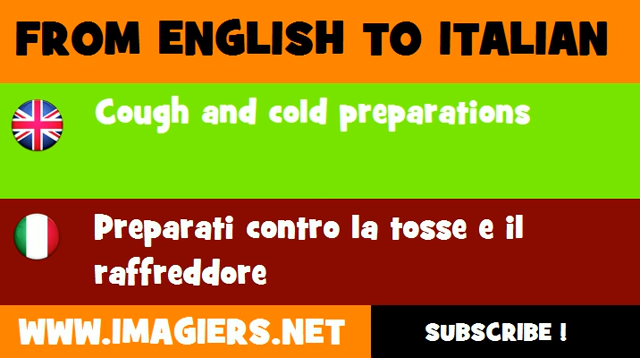 FROM ENGLISH TO ITALIAN
Cough and cold preparations
Preparati contro la tosse e il
raffreddore
WWW.IMAGIERS.NET
SUBSCRIBE !